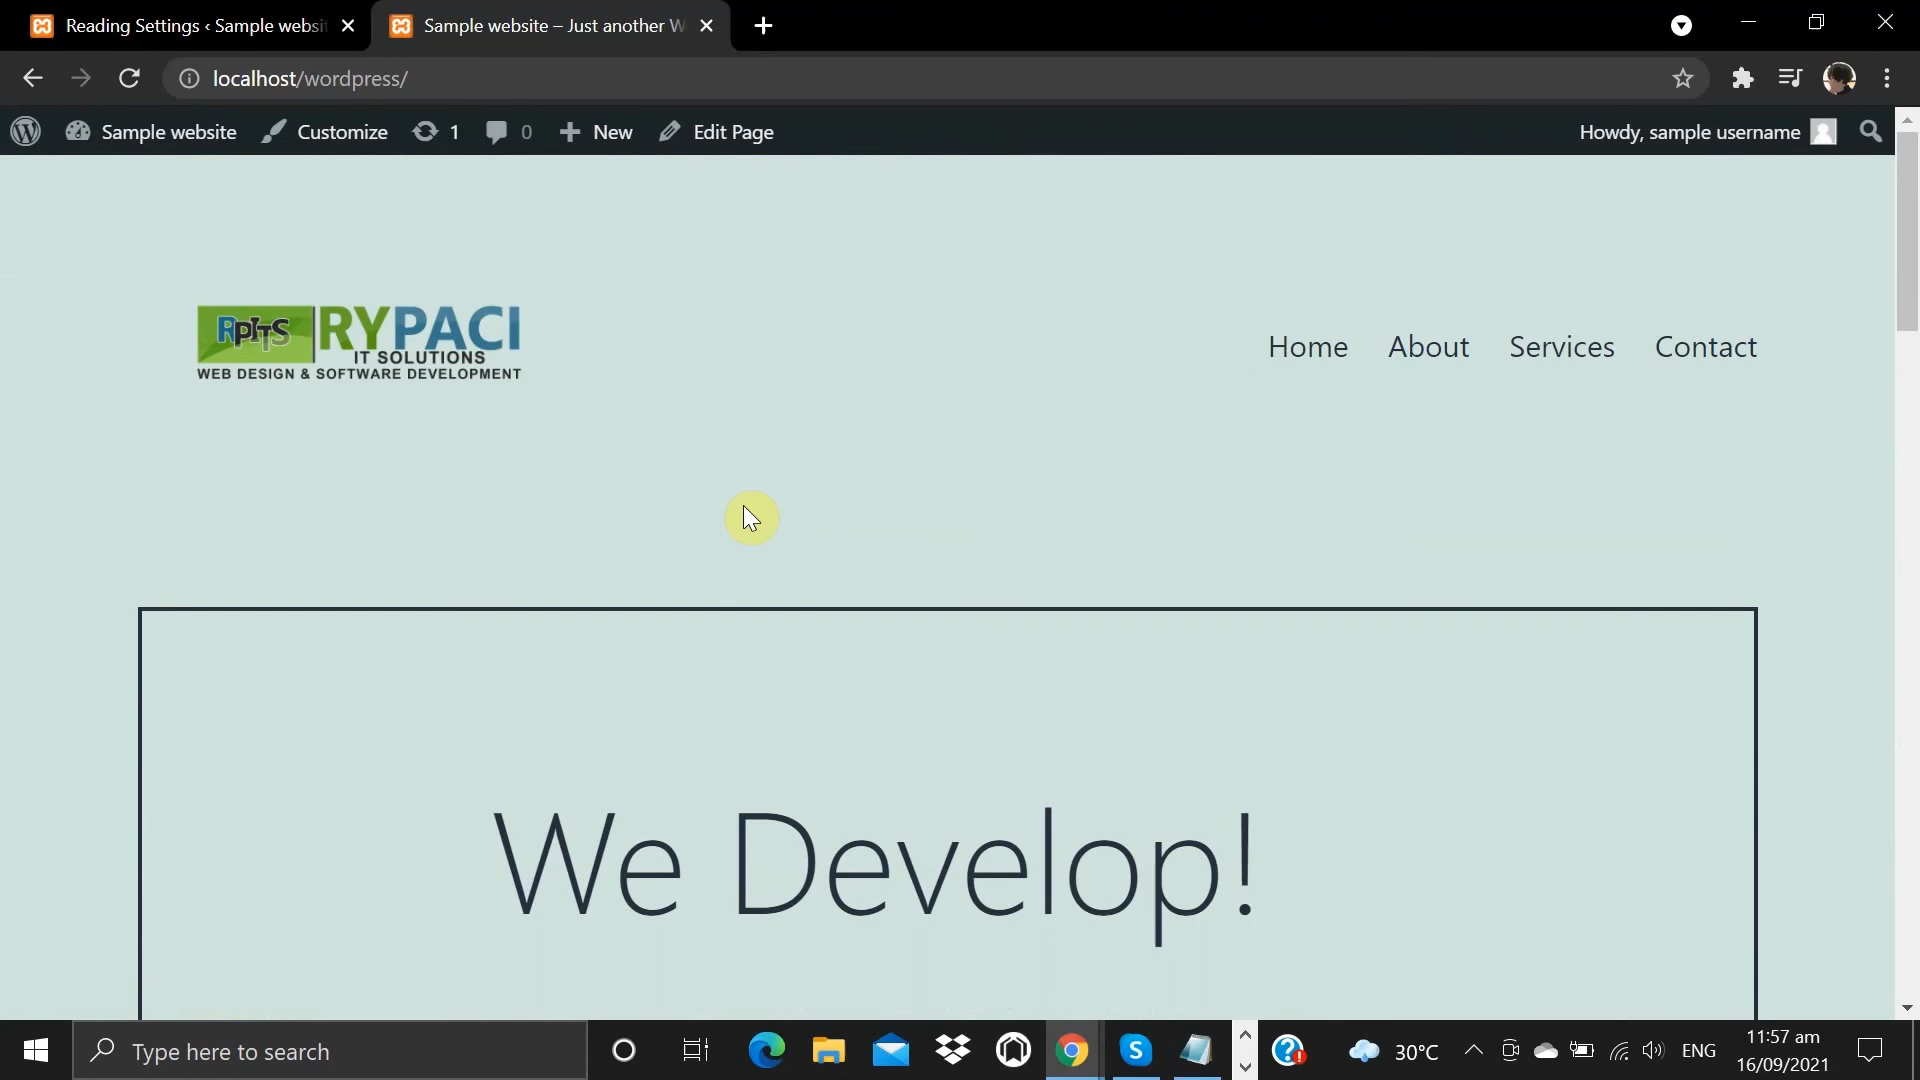 Reading Settings ‹ Sample websi
Sample website – Just another W
localhost/wordpress/
Sample website
Customize
1
0
New
Edit Page
Howdy, sample username
RPITS
RYPACI
IT SOLUTIONS
WEB DESIGN & SOFTWARE DEVELOPMENT
Home
About
Services
Contact
We Develop!
Type here to search
30°C
ENG
11:57 am
16/09/2021